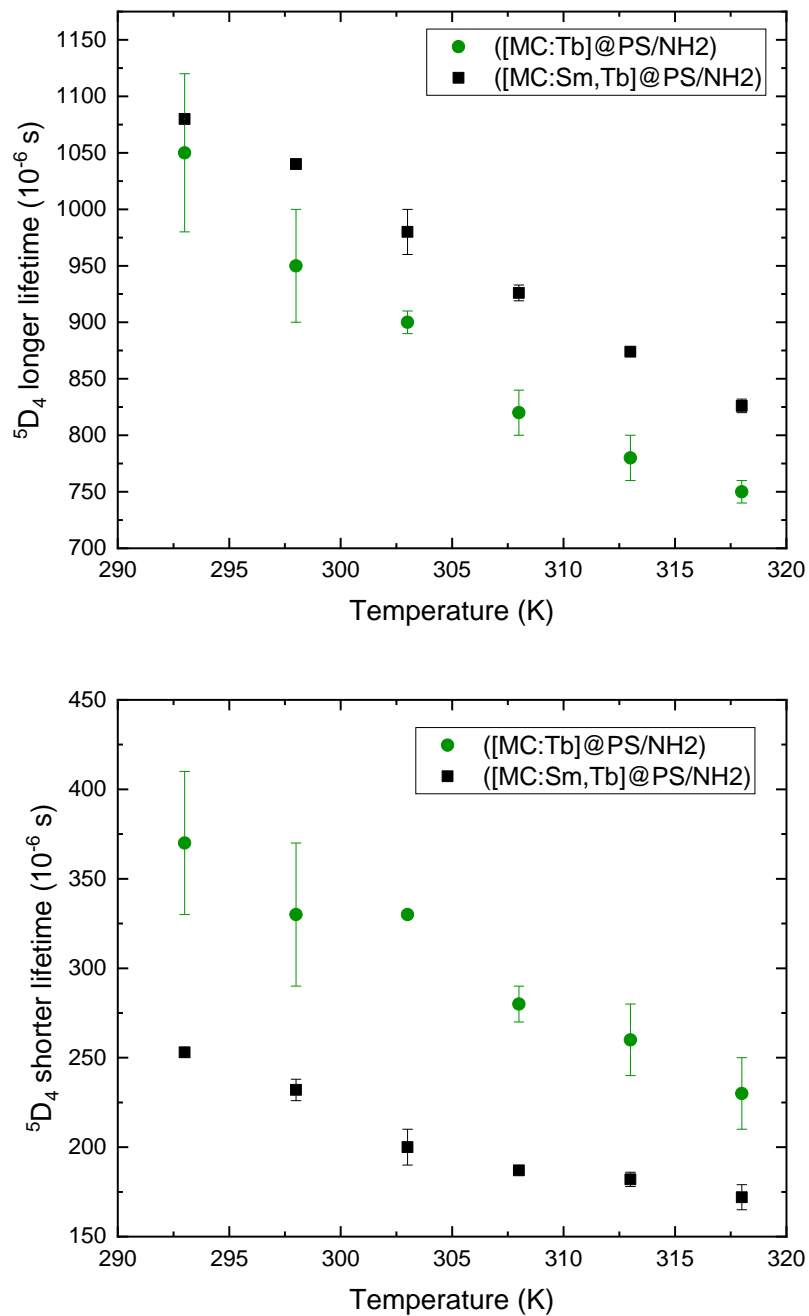 ([MC:Tb]@PS/NH2)
([MC:Sm,Tb]@PS/NH2)
1150
1100
1050
1000
950
900
850
800
750
700
⁵D₄ longer lifetime (10⁻⁶ s)
290 295 300 305 310 315 320
Temperature (K)
([MC:Tb]@PS/NH2)
([MC:Sm,Tb]@PS/NH2)
450
400
350
300
250
200
150
⁵D₄ shorter lifetime (10⁻⁶ s)
290 295 300 305 310 315 320
Temperature (K)